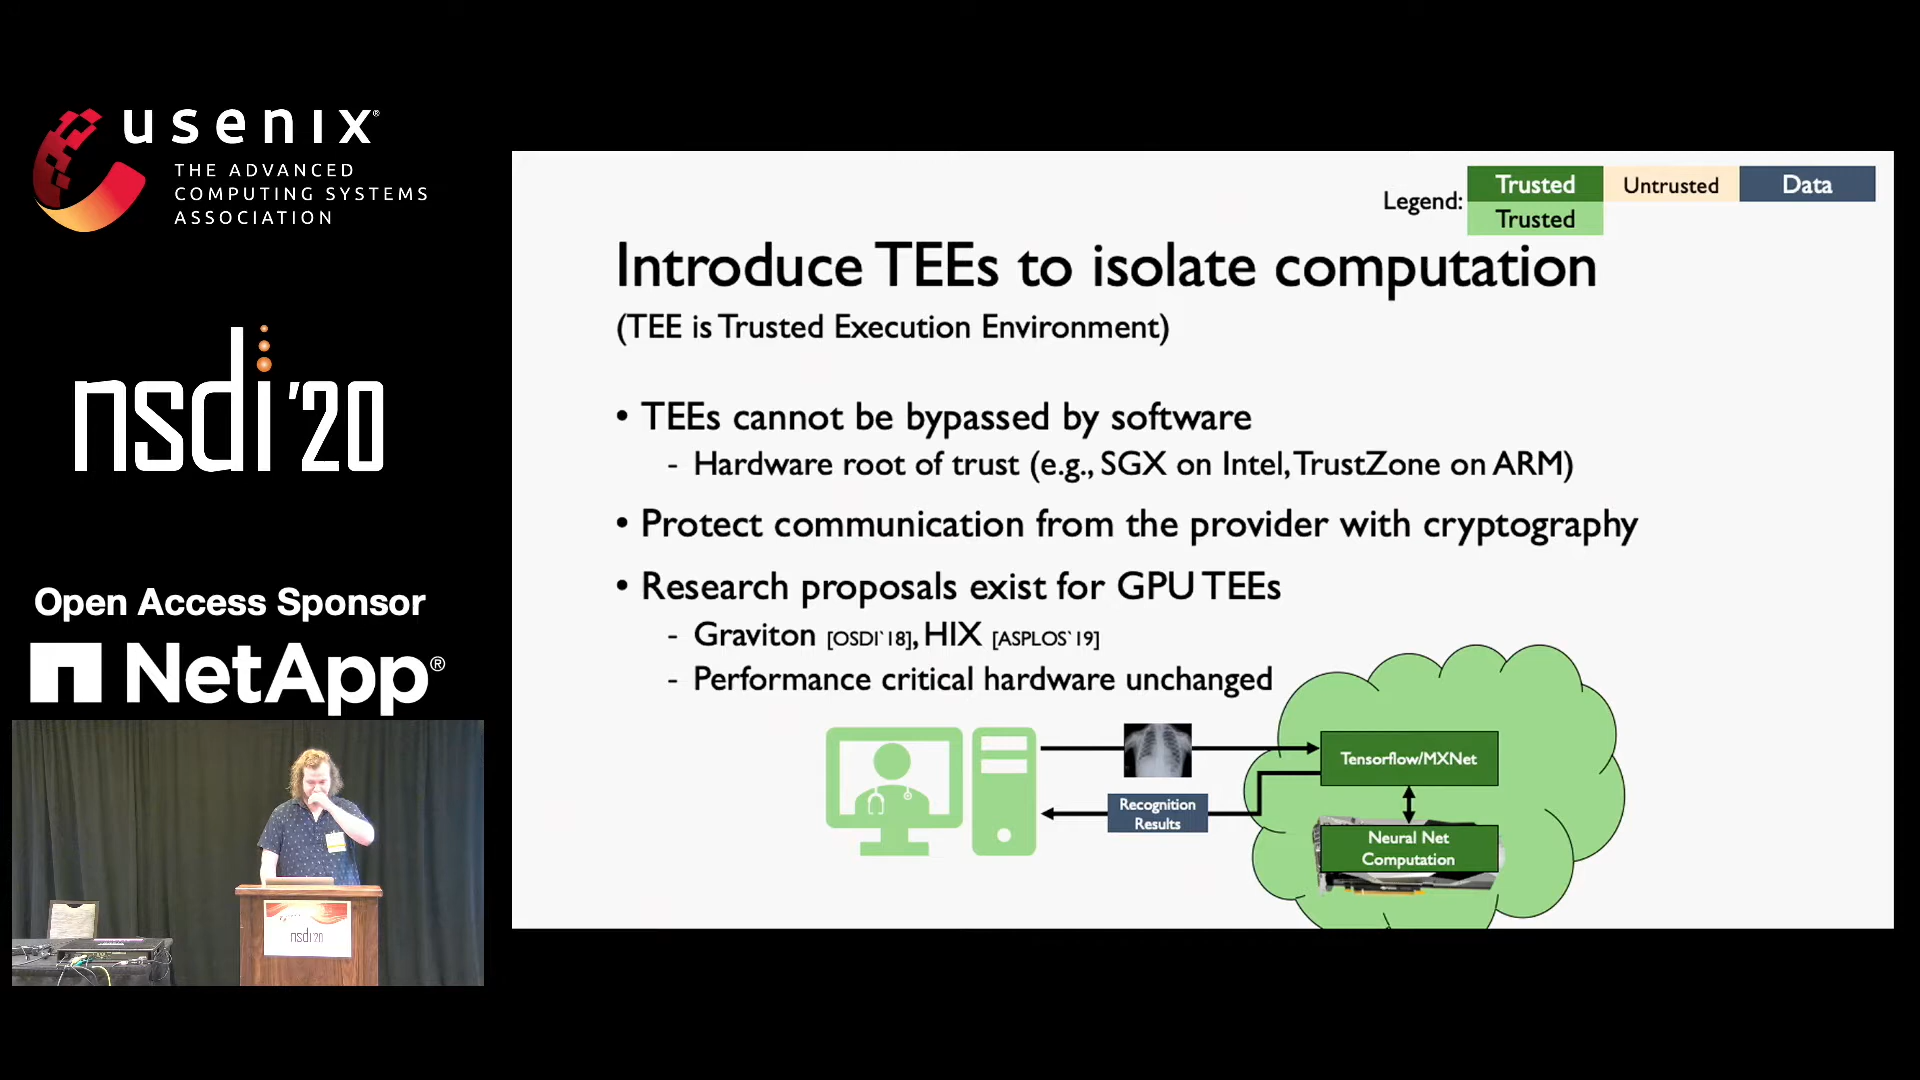 usenix®
THE ADVANCED
COMPUTING SYSTEMS
ASSOCIATION
nsdi '20
Open Access Sponsor
NetApp®
nsdi'20
Legend:
Trusted
Untrusted
Data
Trusted
Introduce TEEs to isolate computation
(TEE is Trusted Execution Environment)
• TEEs cannot be bypassed by software
- Hardware root of trust (e.g., SGX on Intel, TrustZone on ARM)
• Protect communication from the provider with cryptography
• Research proposals exist for GPU TEEs
- Graviton [OSDI`18], HIX [ASPLOS`19]
- Performance critical hardware unchanged
Tensorflow/MXNet
Recognition
Results
Neural Net
Computation